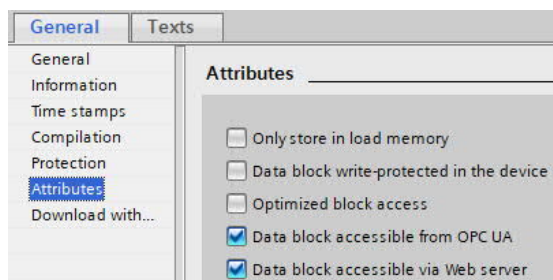 General Texts
General
Information
Time stamps
Compilation
Protection
Attributes
Download with...
Attributes
Only store in load memory
Data block write-protected in the device
Optimized block access
Data block accessible from OPC UA
Data block accessible via Web server